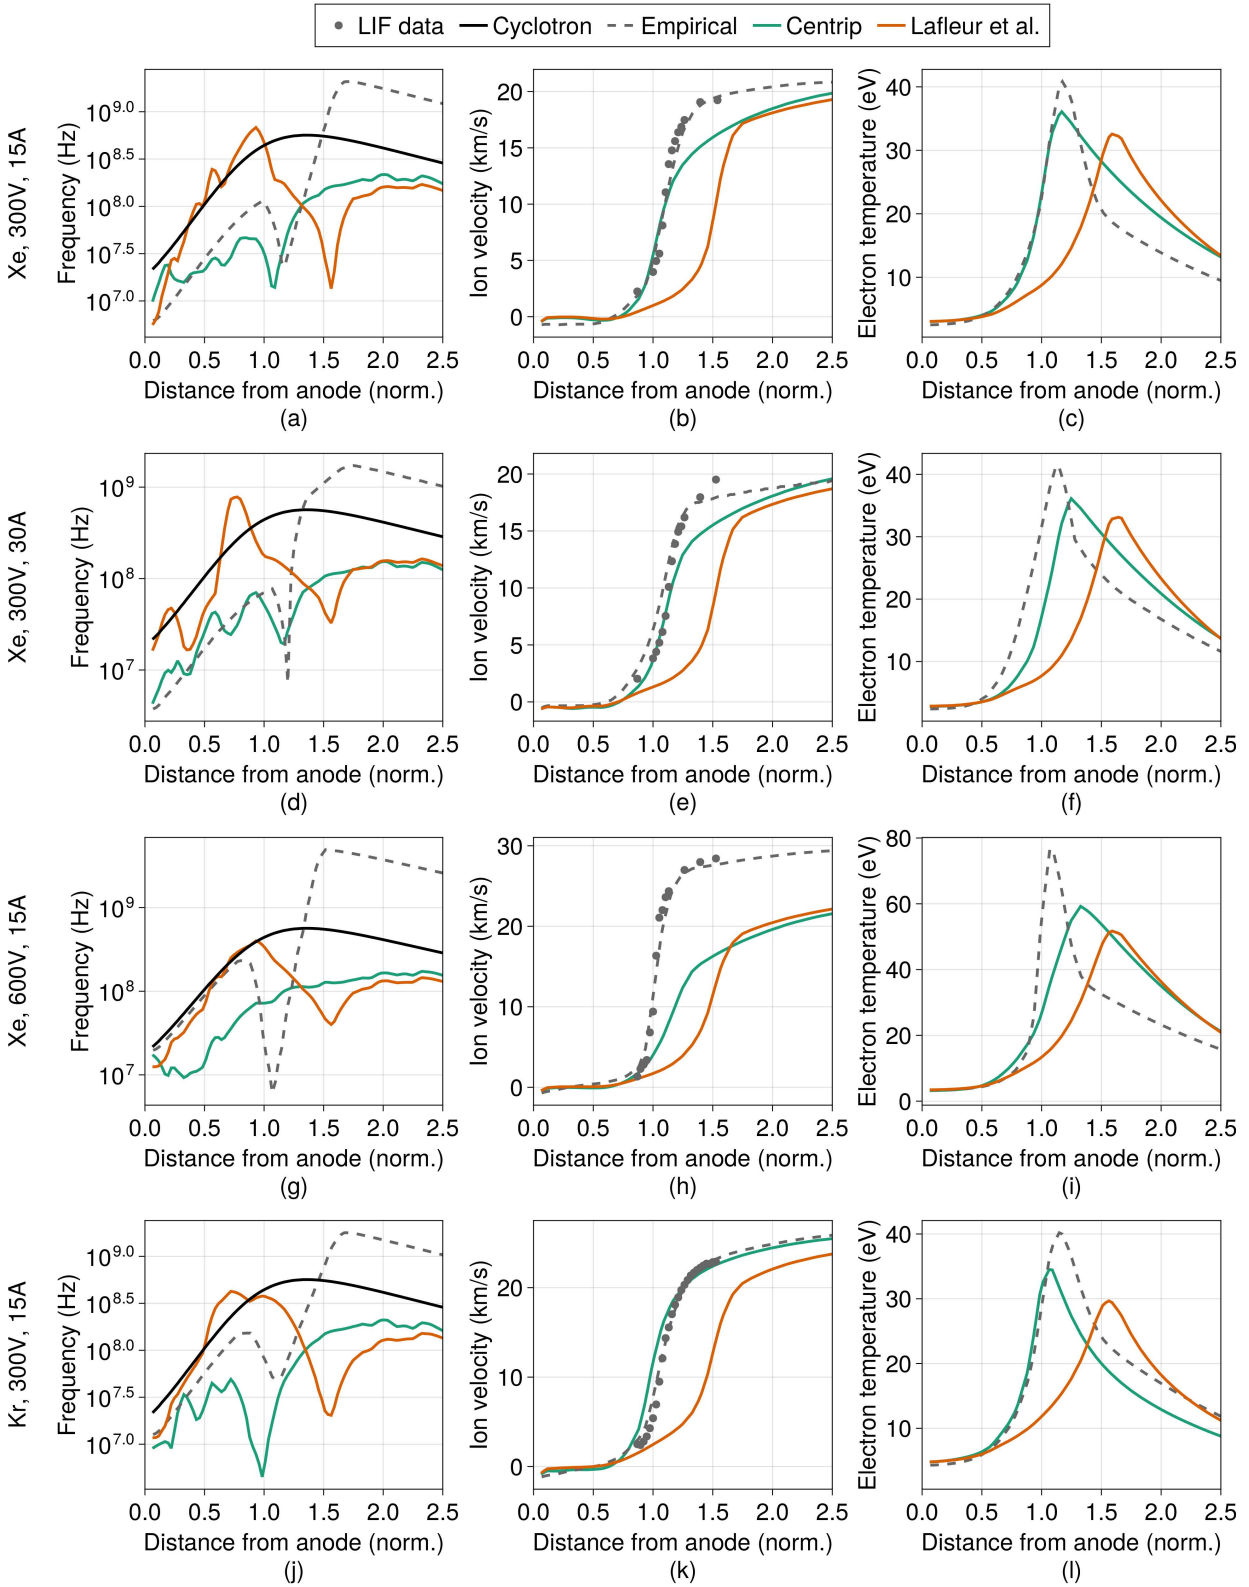 LIF data Cyclotron Empirical Centrip Lafleur et al.
Xe, 300V, 15A
Frequency (Hz)
10^9.0
10^8.5
10^8.0
10^7.5
10^7.0
0.0 0.5 1.0 1.5 2.0 2.5
Distance from anode (norm.)
(a)
Ion velocity (km/s)
20
15
10
5
0
0.0 0.5 1.0 1.5 2.0 2.5
Distance from anode (norm.)
(b)
Electron temperature (eV)
40
30
20
10
0.0 0.5 1.0 1.5 2.0 2.5
Distance from anode (norm.)
(c)
Xe, 300V, 30A
Frequency (Hz)
10^9
10^8
10^7
0.0 0.5 1.0 1.5 2.0 2.5
Distance from anode (norm.)
(d)
Ion velocity (km/s)
20
15
10
5
0
0.0 0.5 1.0 1.5 2.0 2.5
Distance from anode (norm.)
(e)
Electron temperature (eV)
40
30
20
10
0.0 0.5 1.0 1.5 2.0 2.5
Distance from anode (norm.)
(f)
Xe, 600V, 15A
Frequency (Hz)
10^9
10^8
10^7
0.0 0.5 1.0 1.5 2.0 2.5
Distance from anode (norm.)
(g)
Ion velocity (km/s)
30
20
10
0
0.0 0.5 1.0 1.5 2.0 2.5
Distance from anode (norm.)
(h)
Electron temperature (eV)
80
60
40
20
0
0.0 0.5 1.0 1.5 2.0 2.5
Distance from anode (norm.)
(i)
Kr, 300V, 15A
Frequency (Hz)
10^9.0
10^8.5
10^8.0
10^7.5
10^7.0
0.0 0.5 1.0 1.5 2.0 2.5
Distance from anode (norm.)
(j)
Ion velocity (km/s)
20
10
0
0.0 0.5 1.0 1.5 2.0 2.5
Distance from anode (norm.)
(k)
Electron temperature (eV)
40
30
20
10
0.0 0.5 1.0 1.5 2.0 2.5
Distance from anode (norm.)
(l)